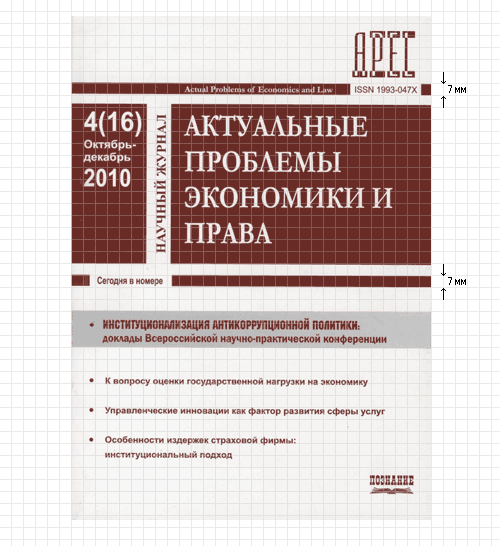 APEC
Actual Problems of Economics and Law
ISSN 1993-047X
7 мм
4(16)
Октябрь-
декабрь
2010
НАУЧНЫЙ ЖУРНАЛ
АКТУАЛЬНЫЕ
ПРОБЛЕМЫ
ЭКОНОМИКИ И
ПРАВА
7 мм
Сегодня в номере
• ИНСТИТУЦИОНАЛИЗАЦИЯ АНТИКОРРУПЦИОННОЙ ПОЛИТИКИ:
доклады Всероссийской научно-практической конференции
• К вопросу оценки государственной нагрузки на экономику
• Управленческие инновации как фактор развития сферы услуг
• Особенности издержек страховой фирмы:
институциональный подход
ПОЗНАНИЕ